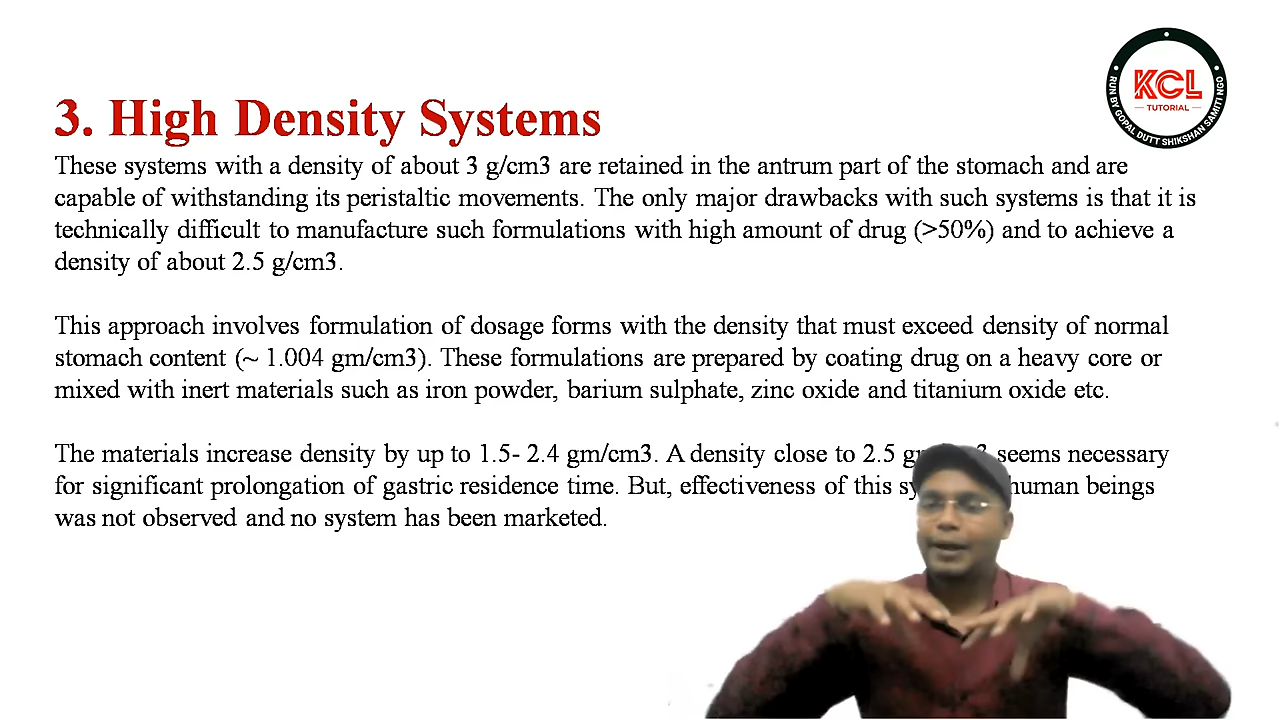 KCL
TUTORIAL
RUN BY GOPAL DUTT SHIKSHAN SAMITI NGO
3. High Density Systems
These systems with a density of about 3 g/cm3 are retained in the antrum part of the stomach and are
capable of withstanding its peristaltic movements. The only major drawbacks with such systems is that it is
technically difficult to manufacture such formulations with high amount of drug (>50%) and to achieve a
density of about 2.5 g/cm3.
This approach involves formulation of dosage forms with the density that must exceed density of normal
stomach content (~ 1.004 gm/cm3). These formulations are prepared by coating drug on a heavy core or
mixed with inert materials such as iron powder, barium sulphate, zinc oxide and titanium oxide etc.
The materials increase density by up to 1.5- 2.4 gm/cm3. A density close to 2.5 seems necessary
for significant prolongation of gastric residence time. But, effectiveness of this human beings
was not observed and no system has been marketed.